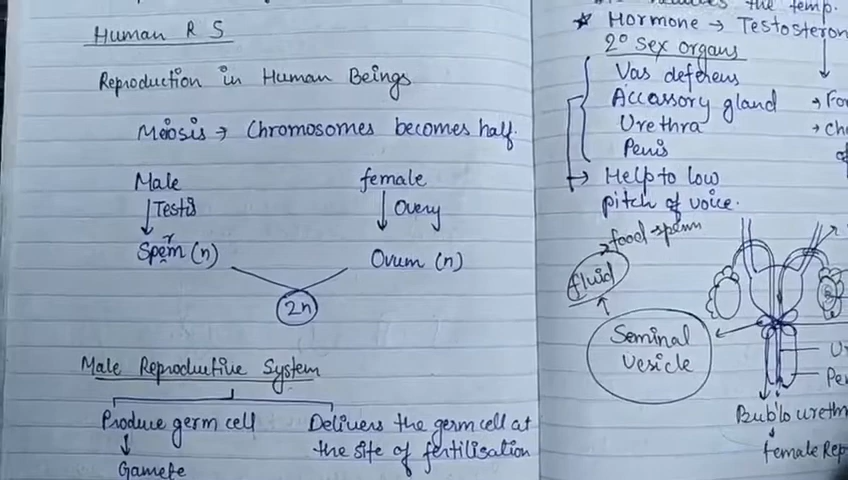 Human R S
Reproduction in Human Beings
Meiosis → Chromosomes becomes half.
Male female
Testis Overy
Sperm (n) Ovum (n)
2n
Male Reproductive System
Produce germ cell Delivers the germ cell at
the site of fertilisation
Gamete
the temp.
★ Hormone → Testosteron
2° Sex organs
Vas deferens
Accassory gland
Urethra
Penis
→ Help to low
pitch of voice.
→ food → sperm
fluid
Seminal
vesicle
Bulb'o ureth
female Rep